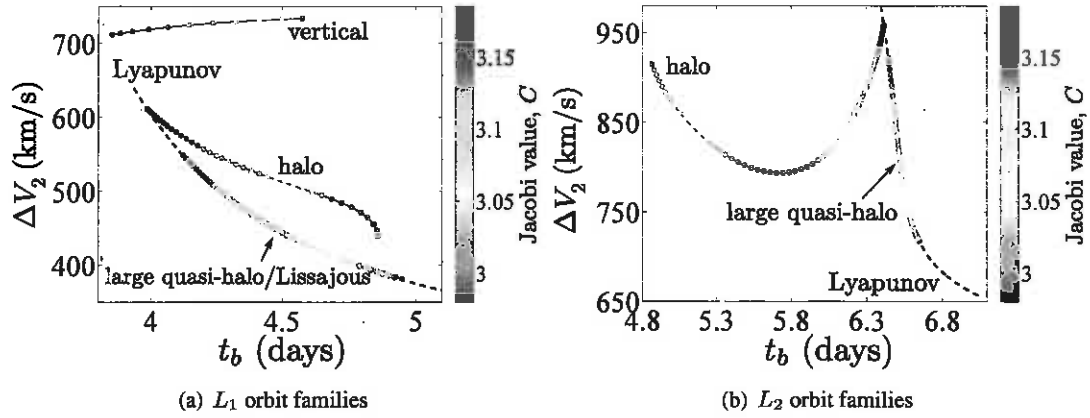 700
600
500
400
ΔV₂ (km/s)
vertical
Lyapunov
halo
large quasi-halo/Lissajous
4
4.5
5
t_b (days)
3.15
3.1
3.05
3
Jacobi value, C
(a) L₁ orbit families
950
850
750
650
ΔV₂ (km/s)
halo
large quasi-halo
Lyapunov
4.8
5.3
5.8
6.3
6.8
t_b (days)
3.15
3.1
3.05
3
Jacobi value, C
(b) L₂ orbit families